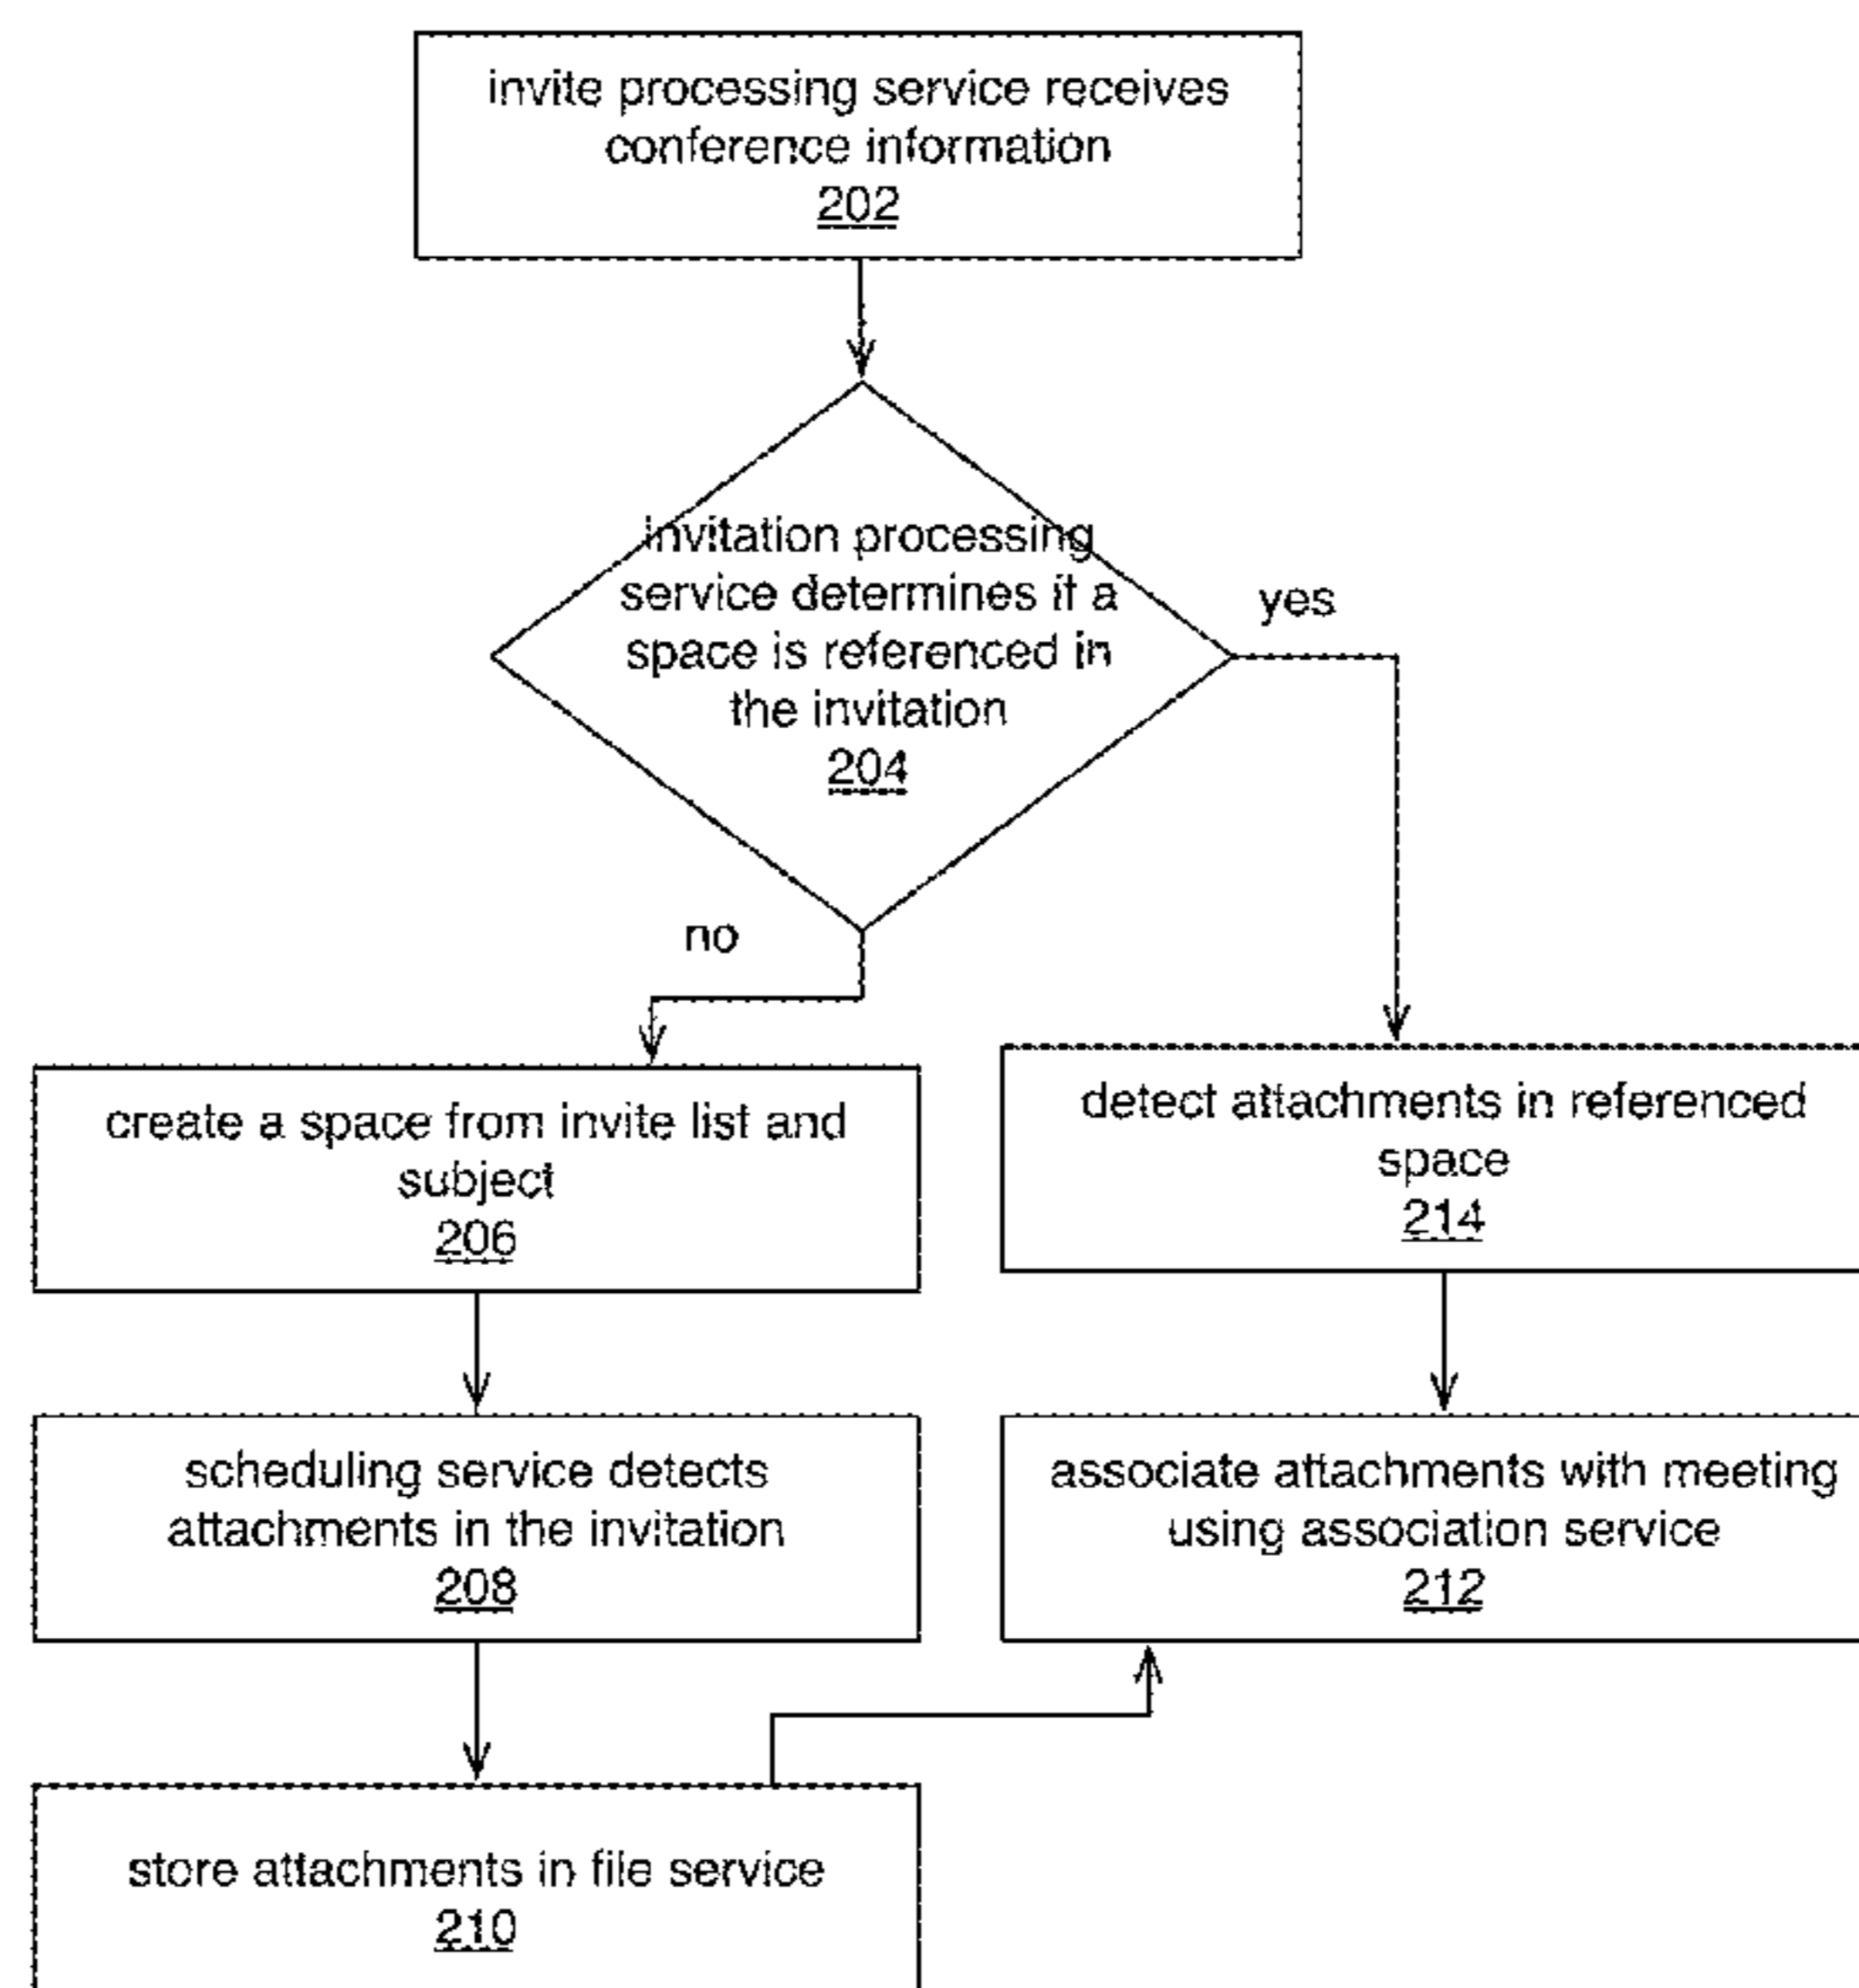 invite processing service receives
conference information
202
invitation processing
service determines if a
space is referenced in
the invitation
204
yes
no
create a space from invite list and
subject
206
detect attachments in referenced
space
214
scheduling service detects
attachments in the invitation
208
associate attachments with meeting
using association service
212
store attachments in file service
210